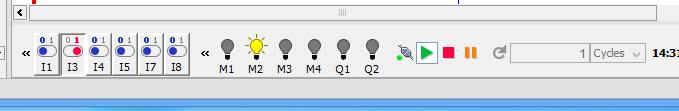 « 0 1 0 1 0 1 0 1 0 1 0 1 «
I1 I3 I4 I5 I7 I8 M1 M2 M3 M4 Q1 Q2 1 Cycles 14:31